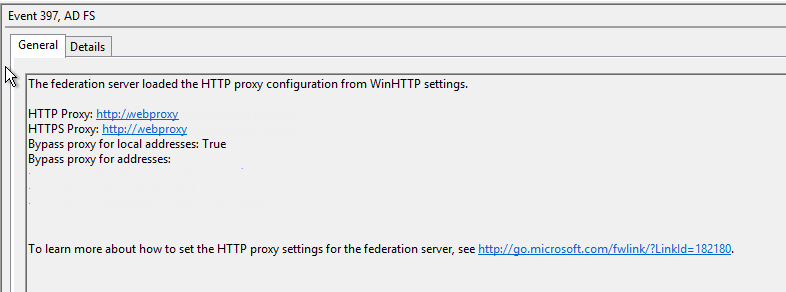 Event 397, AD FS
General
Details
The federation server loaded the HTTP proxy configuration from WinHTTP settings.
HTTP Proxy: http://webproxy
HTTPS Proxy: http://webproxy
Bypass proxy for local addresses: True
Bypass proxy for addresses:
To learn more about how to set the HTTP proxy settings for the federation server, see http://go.microsoft.com/fwlink/?LinkId=182180.